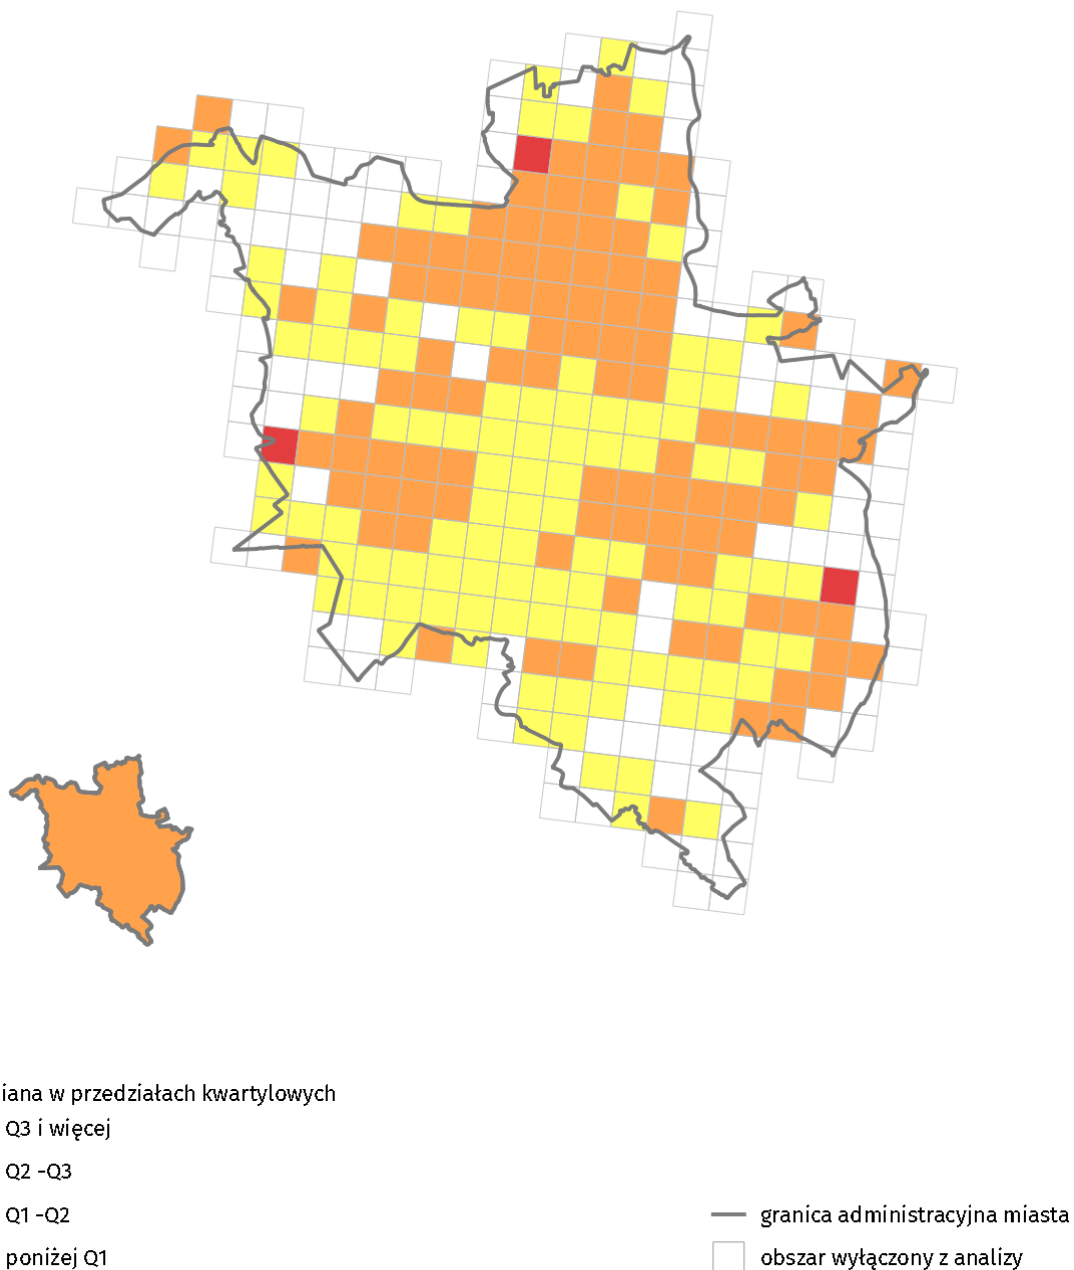 iana w przedziałach kwartylowych
Q3 i więcej
Q2 -Q3
Q1 -Q2
poniżej Q1
granica administracyjna miasta
obszar wyłączony z analizy